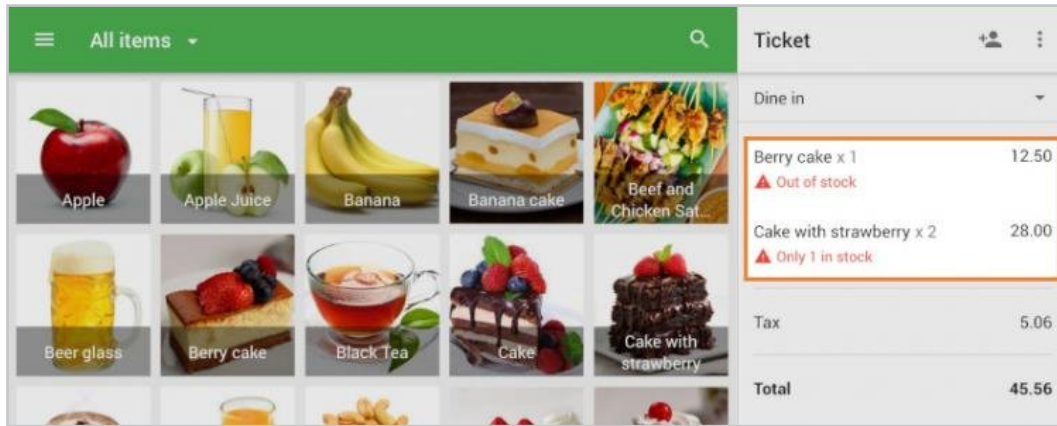 All items
Ticket
Dine in
Apple
Apple Juice
Banana
Banana cake
Beef and
Chicken Sat...
Berry cake x 1 12.50
Out of stock
Cake with strawberry x 2 28.00
Only 1 in stock
Beer glass
Berry cake
Black Tea
Cake
Cake with
strawberry
Tax 5.06
Total 45.56